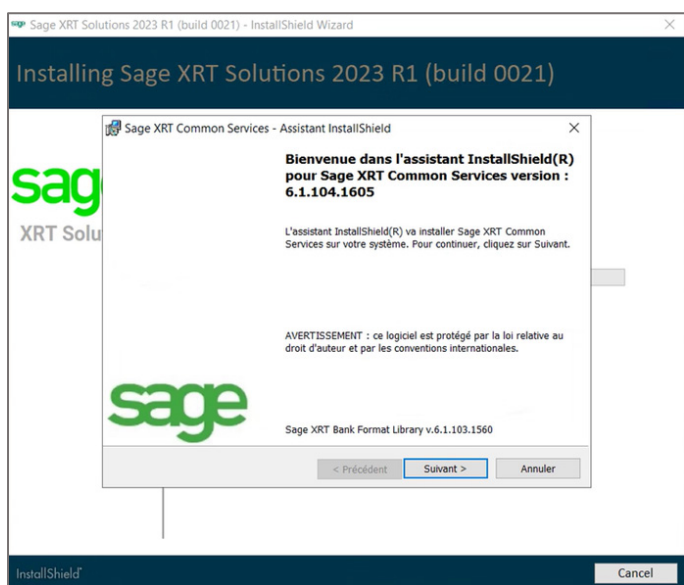 sage Sage XRT Solutions 2023 R1 (build 0021) - InstallShield Wizard
Installing Sage XRT Solutions 2023 R1 (build 0021)
Sage XRT Common Services - Assistant InstallShield
Bienvenue dans l'assistant InstallShield(R)
pour Sage XRT Common Services version :
6.1.104.1605
sag
XRT Solu
L'assistant InstallShield(R) va installer Sage XRT Common
Services sur votre système. Pour continuer, cliquez sur Suivant.
AVERTISSEMENT : ce logiciel est protégé par la loi relative au
droit d'auteur et par les conventions internationales.
sage
Sage XRT Bank Format Library v.6.1.103.1560
< Précédent
Suivant >
Annuler
InstallShield
Cancel